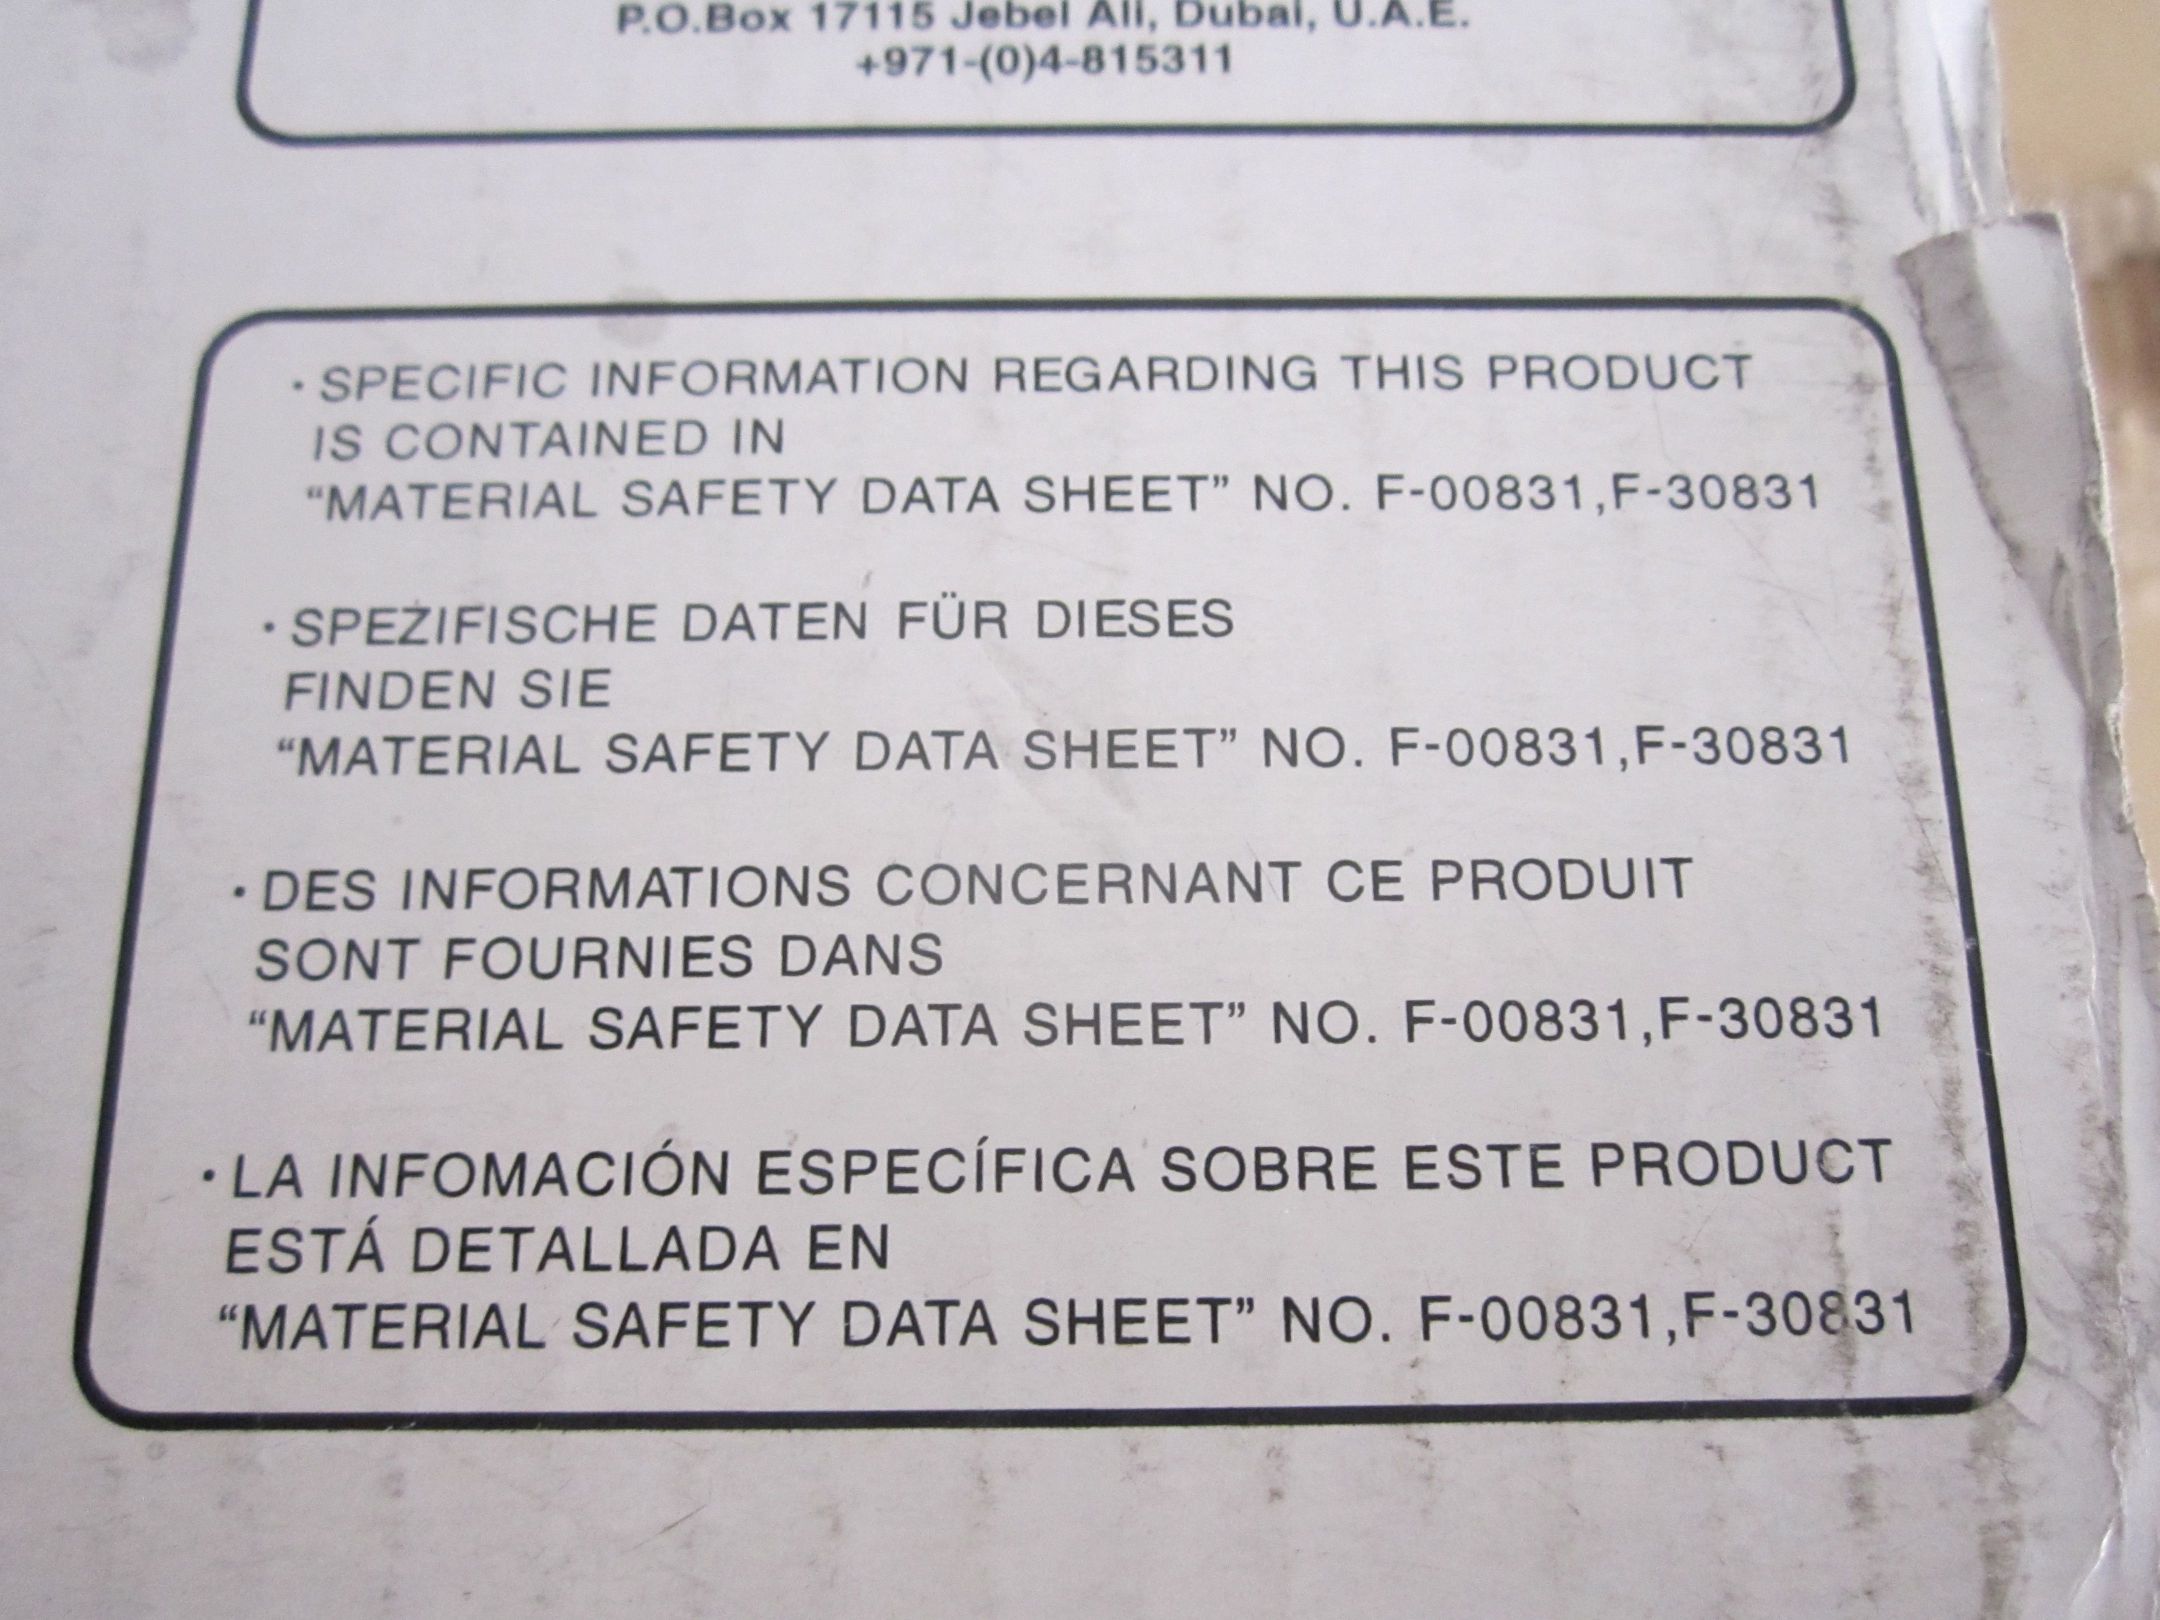 P.O.Box 17115 Jebel Ali, Dubai, U.A.E.
+971-(0)4-815311
· SPECIFIC INFORMATION REGARDING THIS PRODUCT
IS CONTAINED IN
“MATERIAL SAFETY DATA SHEET” NO. F-00831,F-30831
· SPEZIFISCHE DATEN FÜR DIESES
FINDEN SIE
“MATERIAL SAFETY DATA SHEET” NO. F-00831,F-30831
· DES INFORMATIONS CONCERNANT CE PRODUIT
SONT FOURNIES DANS
“MATERIAL SAFETY DATA SHEET” NO. F-00831,F-30831
· LA INFOMACIÓN ESPECÍFICA SOBRE ESTE PRODUCT
ESTÁ DETALLADA EN
“MATERIAL SAFETY DATA SHEET” NO. F-00831,F-30831